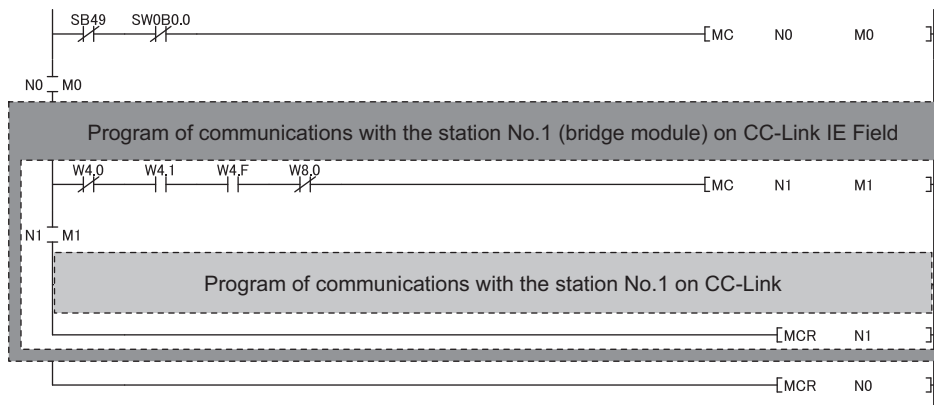 SB49 SW0B0.0
MC N0 M0
N0 M0
Program of communications with the station No.1 (bridge module) on CC-Link IE Field
W4.0 W4.1 W4.F W8.0
MC N1 M1
N1 M1
Program of communications with the station No.1 on CC-Link
MCR N1
MCR N0